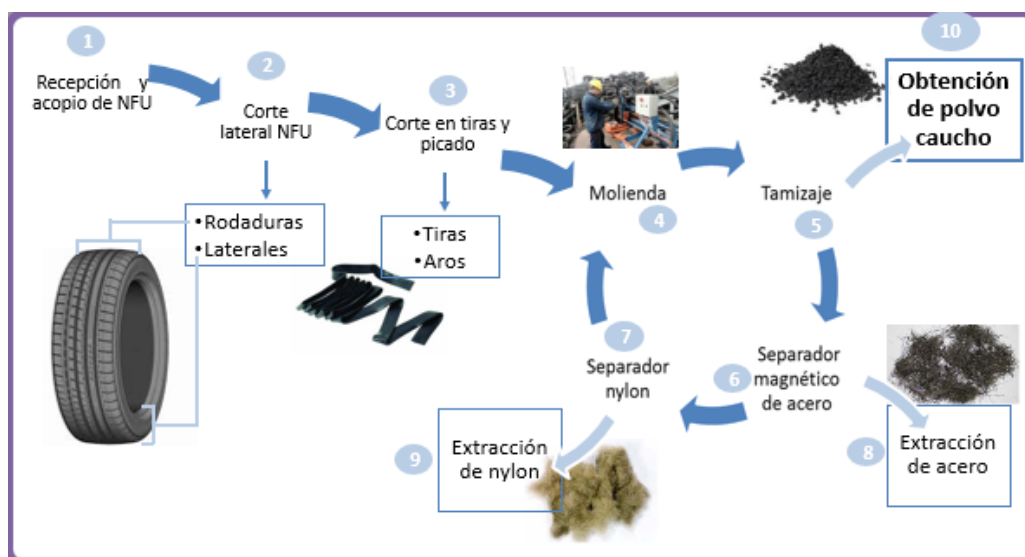 1
Recepción y
acopio de NFU
2
Corte
lateral NFU
•Rodaduras
•Laterales
3
Corte en tiras y
picado
•Tiras
•Aros
Molienda
4
Tamizaje
5
Separador
magnético
de acero
6
7
Separador
nylon
8
Extracción
de acero
9
Extracción
de nylon
10
Obtención
de polvo
caucho